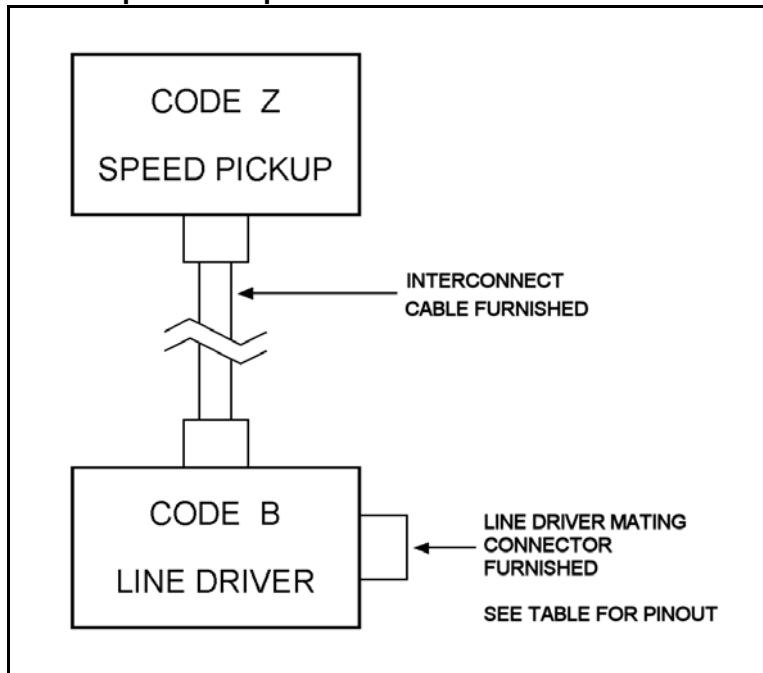 CODE Z
SPEED PICKUP
INTERCONNECT
CABLE FURNISHED
CODE B
LINE DRIVER
LINE DRIVER MATING
CONNECTOR
FURNISHED
SEE TABLE FOR PINOUT